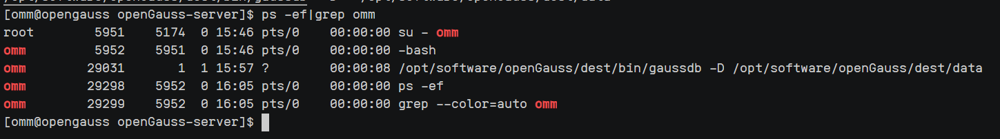 [omm@opengauss openGauss-server]$ ps -ef|grep omm
root 5951 5174 0 15:46 pts/0 00:00:00 su - omm
omm 5952 5951 0 15:46 pts/0 00:00:00 -bash
omm 29031 1 1 15:57 ? 00:00:08 /opt/software/openGauss/dest/bin/gaussdb -D /opt/software/openGauss/dest/data
omm 29298 5952 0 16:05 pts/0 00:00:00 ps -ef
omm 29299 5952 0 16:05 pts/0 00:00:00 grep --color=auto omm
[omm@opengauss openGauss-server]$